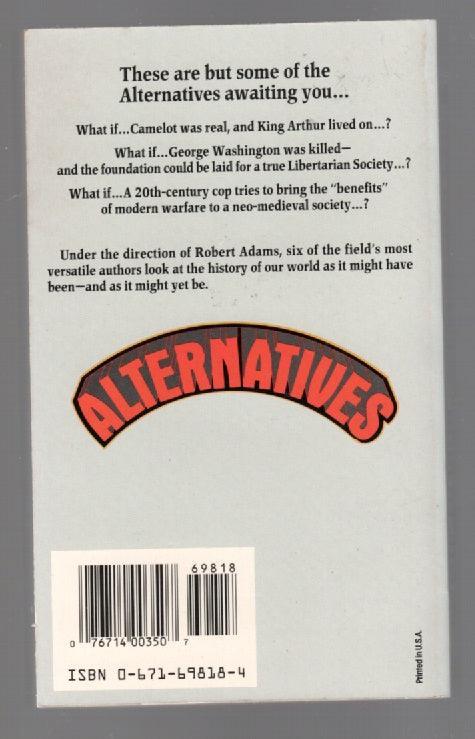 These are but some of the
Alternatives awaiting you...
What if...Camelot was real, and King Arthur lived on...?
What if...George Washington was killed—
and the foundation could be laid for a true Libertarian Society...?
What if...A 20th-century cop tries to bring the "benefits"
of modern warfare to a neo-medieval society...?
Under the direction of Robert Adams, six of the field's most
versatile authors look at the history of our world as it might have
been—and as it might yet be.
ALTERNATIVES
69818
0 76714 00350 7
ISBN 0-671-69818-4
Printed in U.S.A.